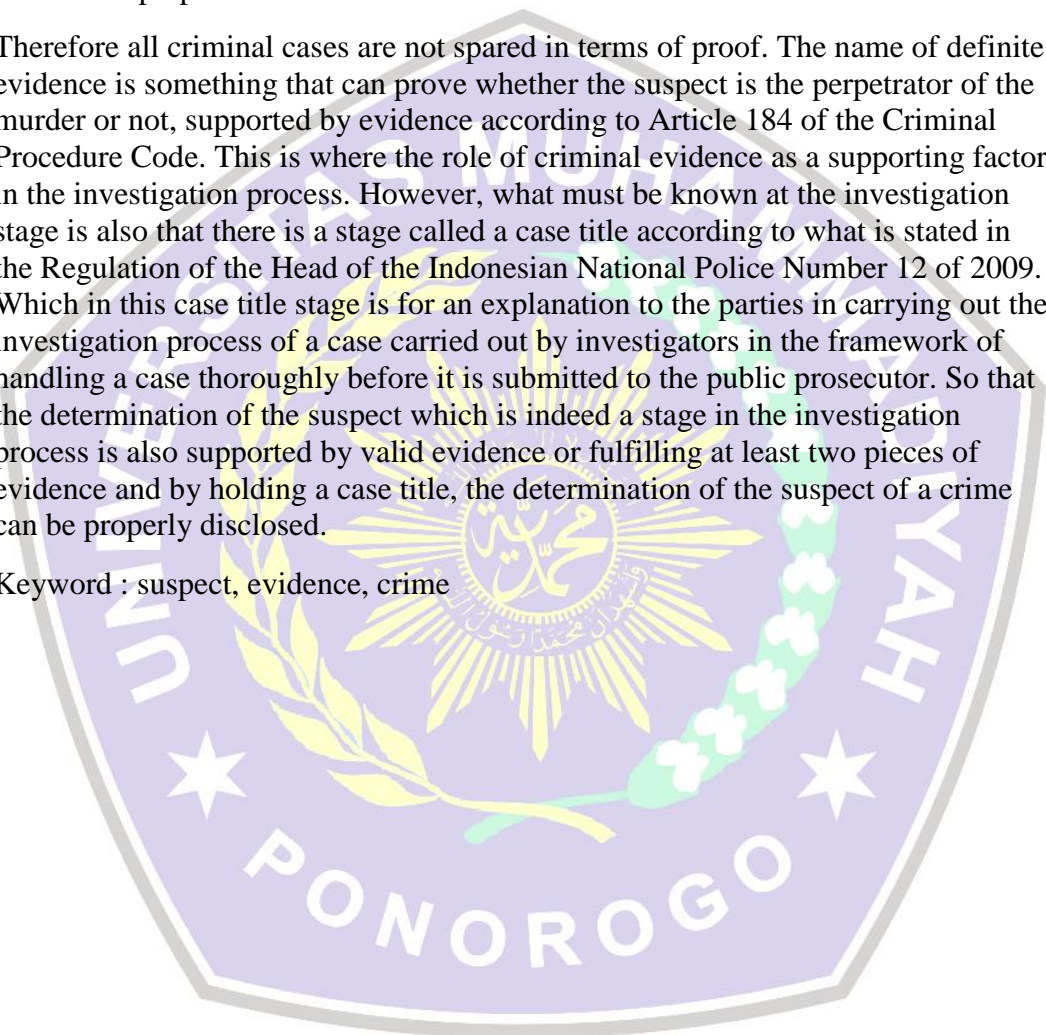 Therefore all criminal cases are not spared in terms of proof. The name of definite
evidence is something that can prove whether the suspect is the perpetrator of the
murder or not, supported by evidence according to Article 184 of the Criminal
Procedure Code. This is where the role of criminal evidence as a supporting factor
in the investigation process. However, what must be known at the investigation
stage is also that there is a stage called a case title according to what is stated in
the Regulation of the Head of the Indonesian National Police Number 12 of 2009.
Which in this case title stage is for an explanation to the parties in carrying out the
investigation process of a case carried out by investigators in the framework of
handling a case thoroughly before it is submitted to the public prosecutor. So that
the determination of the suspect which is indeed a stage in the investigation
process is also supported by valid evidence or fulfilling at least two pieces of
evidence and by holding a case title, the determination of the suspect of a crime
can be properly disclosed.
Keyword : suspect, evidence, crime
UNIVERSITAS MUHAMMADIYAH
PONOROGO